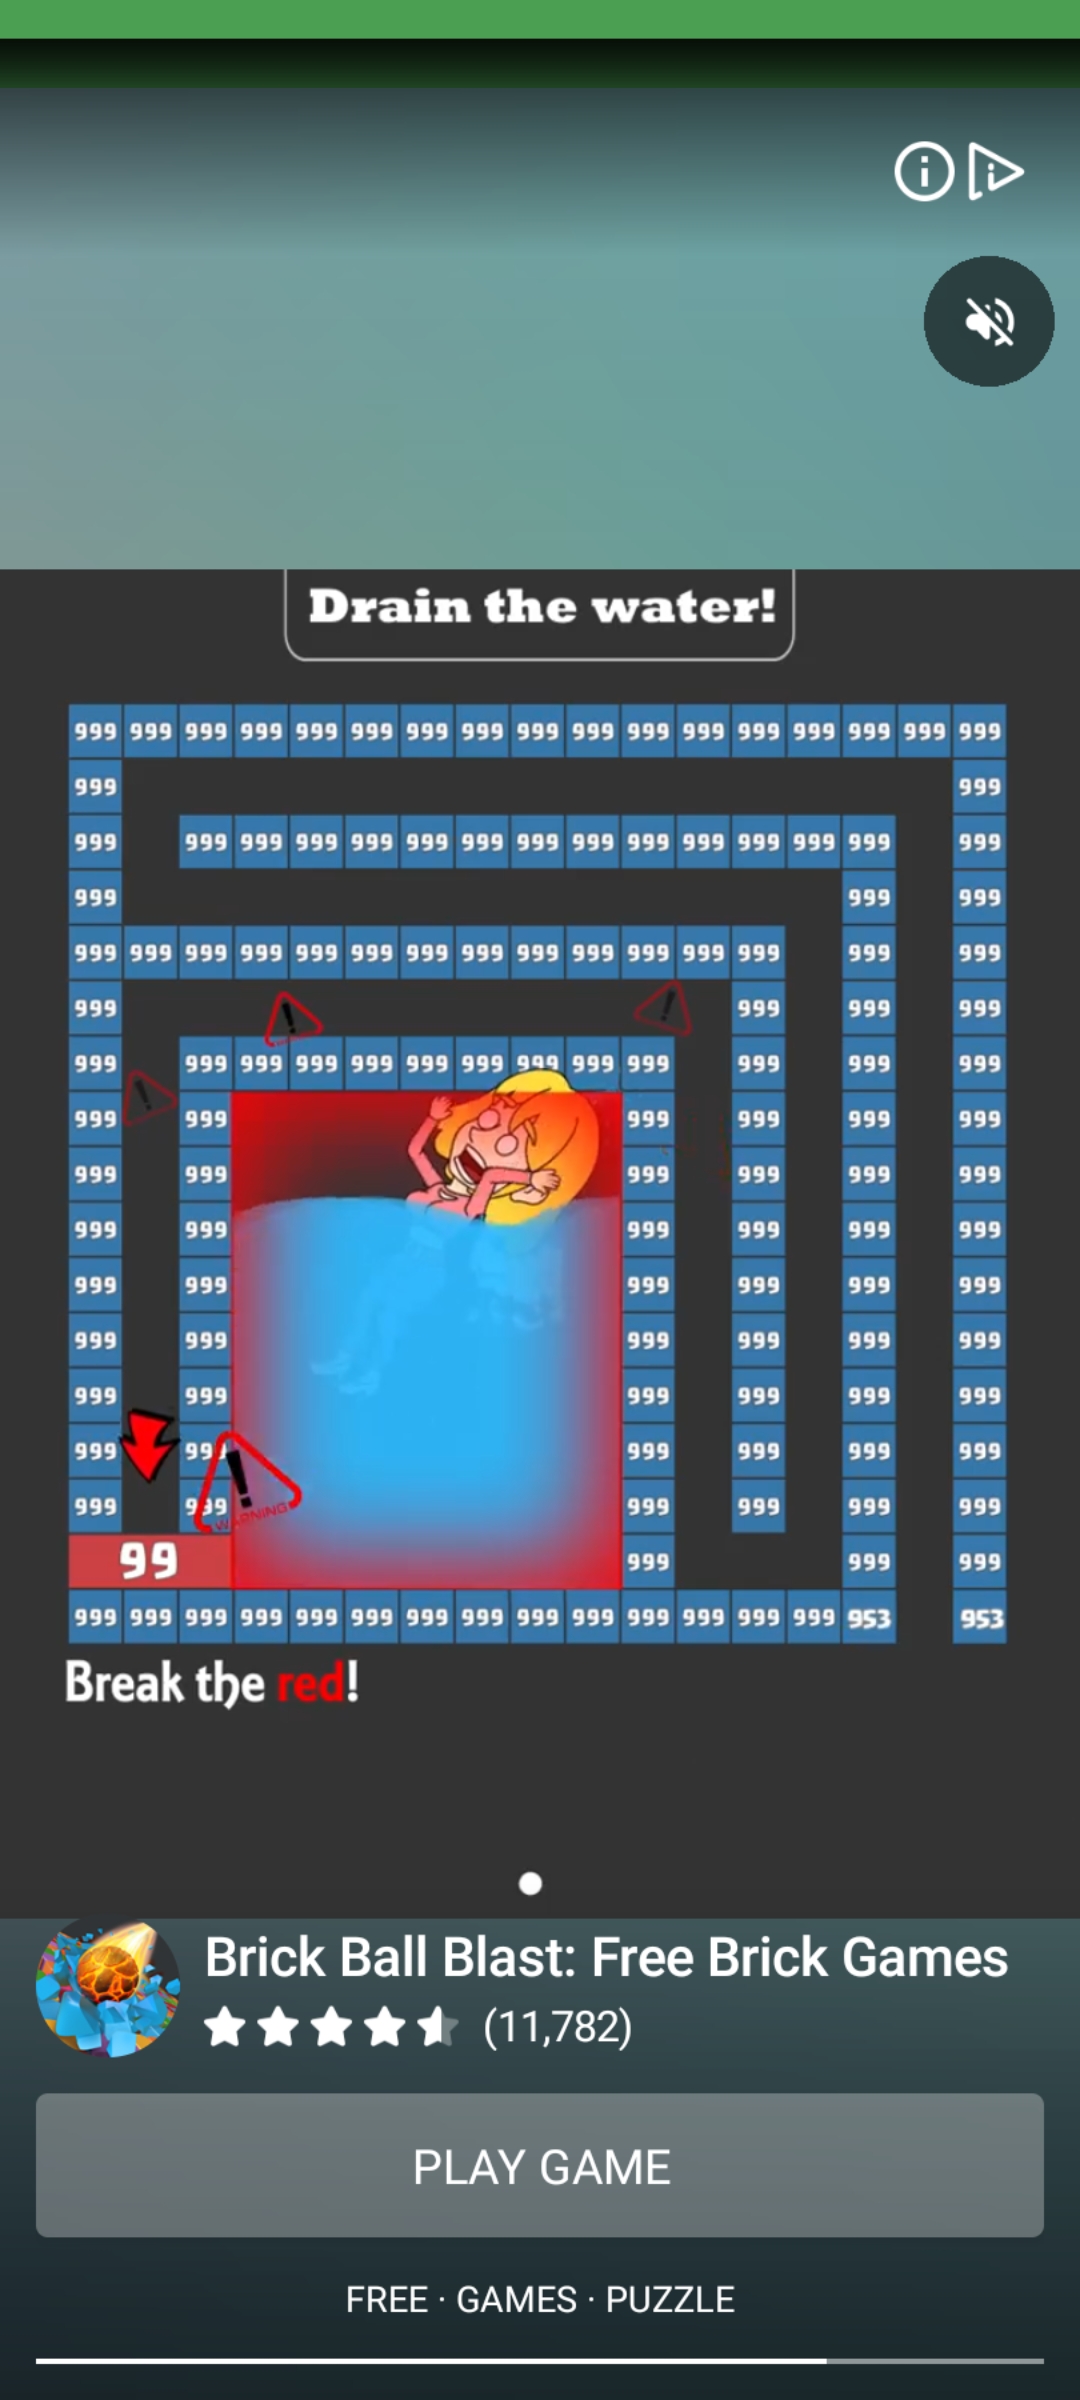 Drain the water!
999 999 999 999 999 999 999 999 999 999 999 999 999 999 999 999 999
999 999
999 999 999 999 999 999 999 999 999 999 999 999 999 999 999
999 999 999
999 999 999 999 999 999 999 999 999 999 999 999 999 999 999
999 999 999 999
999 999 999 999 999 999 999 999 999 999 999 999 999
999 999 999 999 999 999
999 999 999 999 999 999
999 999 999 999 999 999
999 999 999 999 999 999
999 999 999 999 999 999
999 999 999 999 999 999
999 999 999 999 999 999
999 999 999 999 999 999
WARNING
99 999 999 999
999 999 999 999 999 999 999 999 999 999 999 999 999 999 953 953
Break the red!
Brick Ball Blast: Free Brick Games
(11,782)
PLAY GAME
FREE · GAMES · PUZZLE